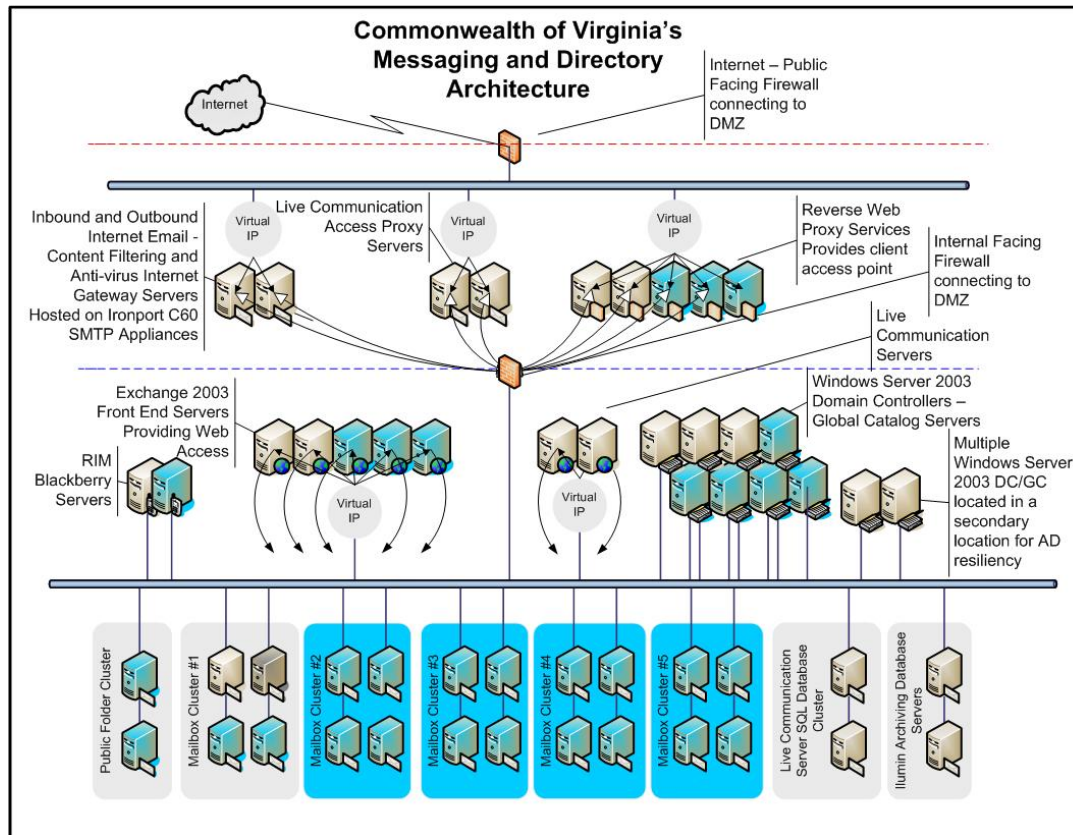 Commonwealth of Virginia's
Messaging and Directory
Architecture
Internet
Internet – Public
Facing Firewall
connecting to
DMZ
Inbound and Outbound
Internet Email -
Content Filtering and
Anti-virus Internet
Gateway Servers
Hosted on Ironport C60
SMTP Appliances
Virtual
IP
Live Communication
Access Proxy
Servers
Virtual
IP
Virtual
IP
Reverse Web
Proxy Services
Provides client
access point
Internal Facing
Firewall
connecting to
DMZ
Live
Communication
Servers
Exchange 2003
Front End Servers
Providing Web
Access
RIM
Blackberry
Servers
Virtual
IP
Virtual
IP
Windows Server 2003
Domain Controllers –
Global Catalog Servers
Multiple
Windows Server
2003 DC/GC
located in a
secondary
location for AD
resiliency
Public Folder Cluster
Mailbox Cluster #1
Mailbox Cluster #2
Mailbox Cluster #3
Mailbox Cluster #4
Mailbox Cluster #5
Live Communication
Server SQL Database
Cluster
Ilumin Archiving Database
Servers